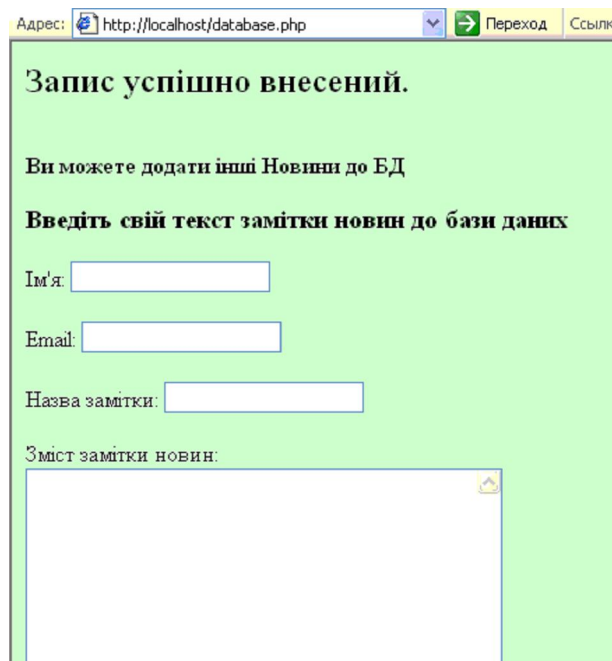 Адрес: http://localhost/database.php Переход Ссылк
Запис успішно внесений.
Ви можете додати інші Новини до БД
Введіть свій текст замітки новин до бази даних
Ім'я:
Email:
Назва замітки:
Зміст замітки новин: